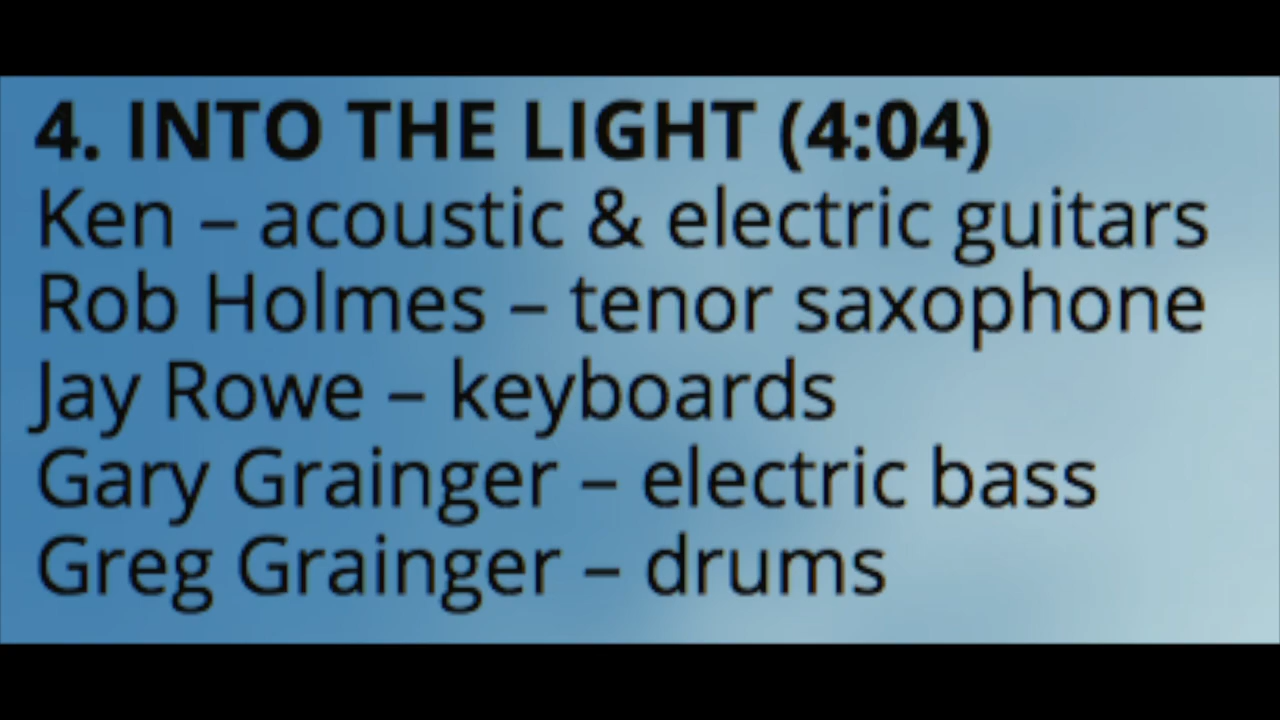 4. INTO THE LIGHT (4:04)
Ken – acoustic & electric guitars
Rob Holmes – tenor saxophone
Jay Rowe – keyboards
Gary Grainger – electric bass
Greg Grainger – drums